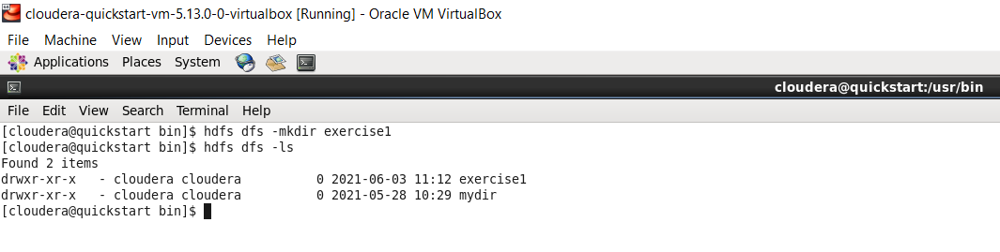 cloudera-quickstart-vm-5.13.0-0-virtualbox [Running] - Oracle VM VirtualBox
File Machine View Input Devices Help
Applications Places System
cloudera@quickstart:/usr/bin
File Edit View Search Terminal Help
[cloudera@quickstart bin]$ hdfs dfs -mkdir exercise1
[cloudera@quickstart bin]$ hdfs dfs -ls
Found 2 items
drwxr-xr-x   - cloudera cloudera          0 2021-06-03 11:12 exercise1
drwxr-xr-x   - cloudera cloudera          0 2021-05-28 10:29 mydir
[cloudera@quickstart bin]$